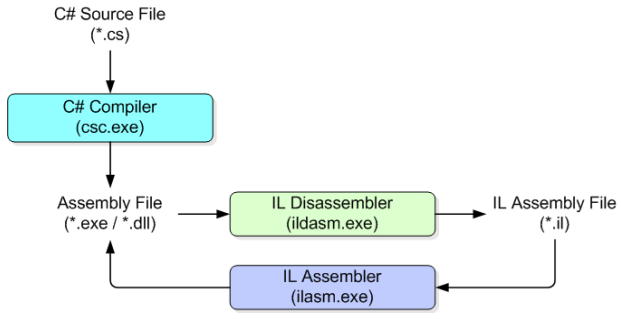 C# Source File
(*.cs)
C# Compiler
(csc.exe)
Assembly File
(*.exe / *.dll)
IL Disassembler
(ildasm.exe)
IL Assembly File
(*.il)
IL Assembler
(ilasm.exe)